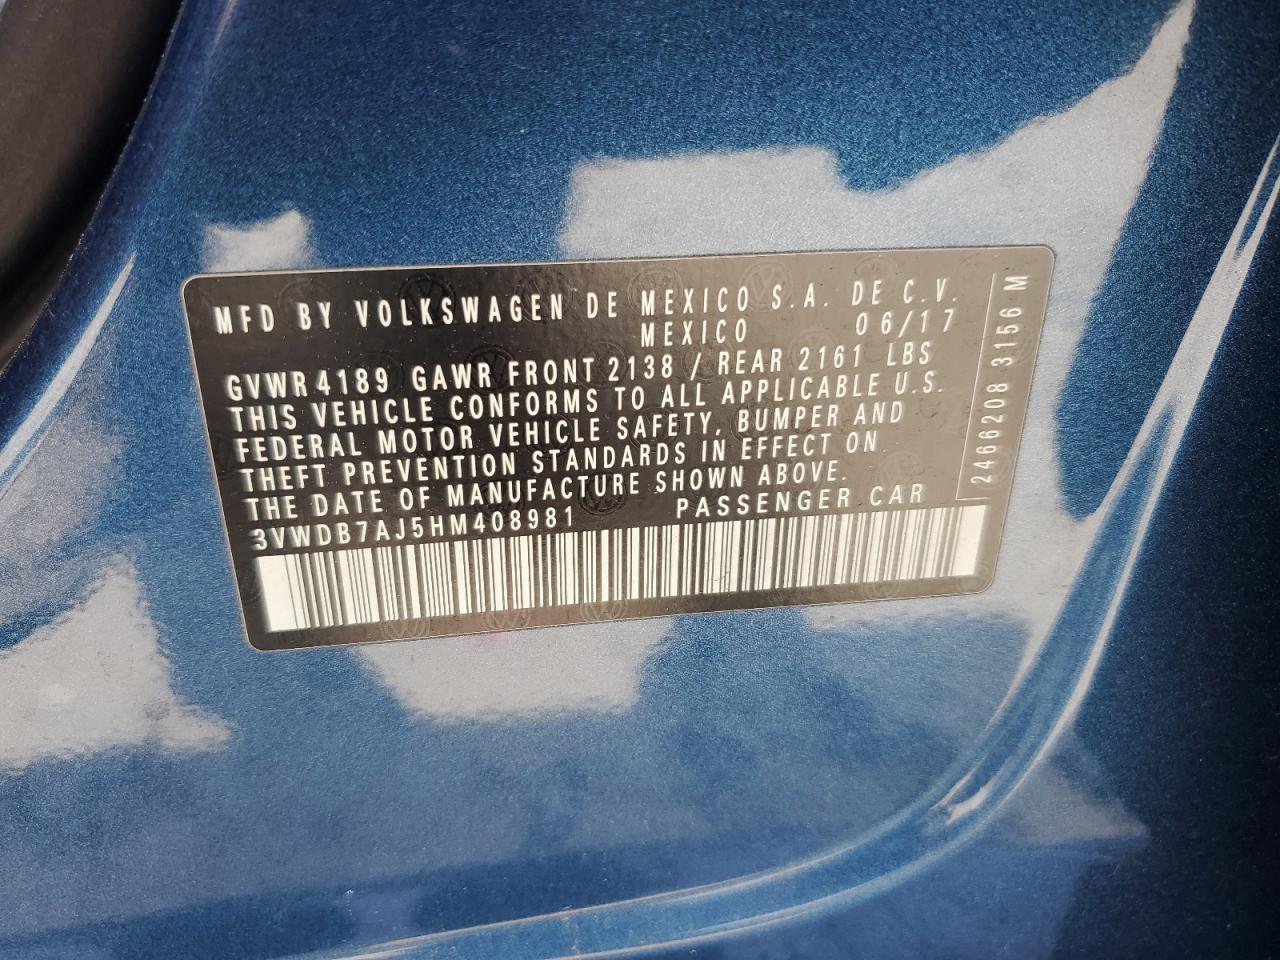 MFD BY VOLKSWAGEN DE MEXICO S.A. DE C.V.
MEXICO 06/17
GVWR 4189 GAWR FRONT 2138 / REAR 2161 LBS
THIS VEHICLE CONFORMS TO ALL APPLICABLE U.S.
FEDERAL MOTOR VEHICLE SAFETY, BUMPER AND
THEFT PREVENTION STANDARDS IN EFFECT ON
THE DATE OF MANUFACTURE SHOWN ABOVE.
3VWDB7AJ5HM408981 PASSENGER CAR
2466208 3156 M